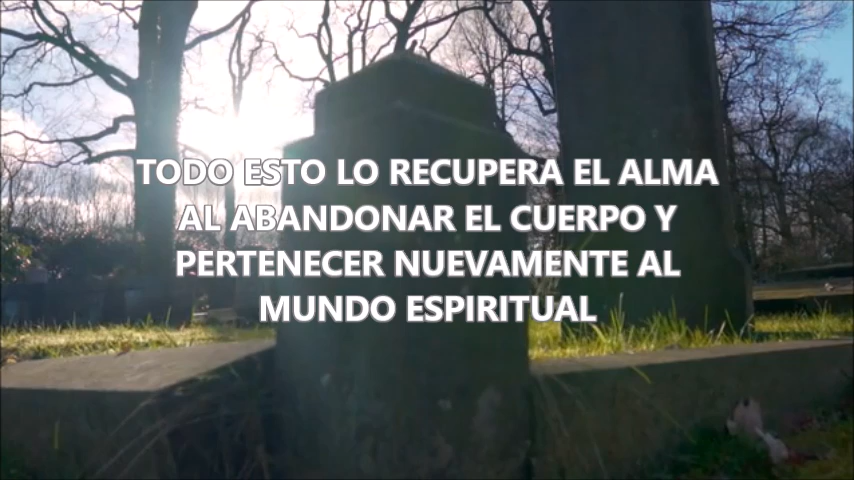 TODO ESTO LO RECUPERA EL ALMA
AL ABANDONAR EL CUERPO Y
PERTENECER NUEVAMENTE AL
MUNDO ESPIRITUAL